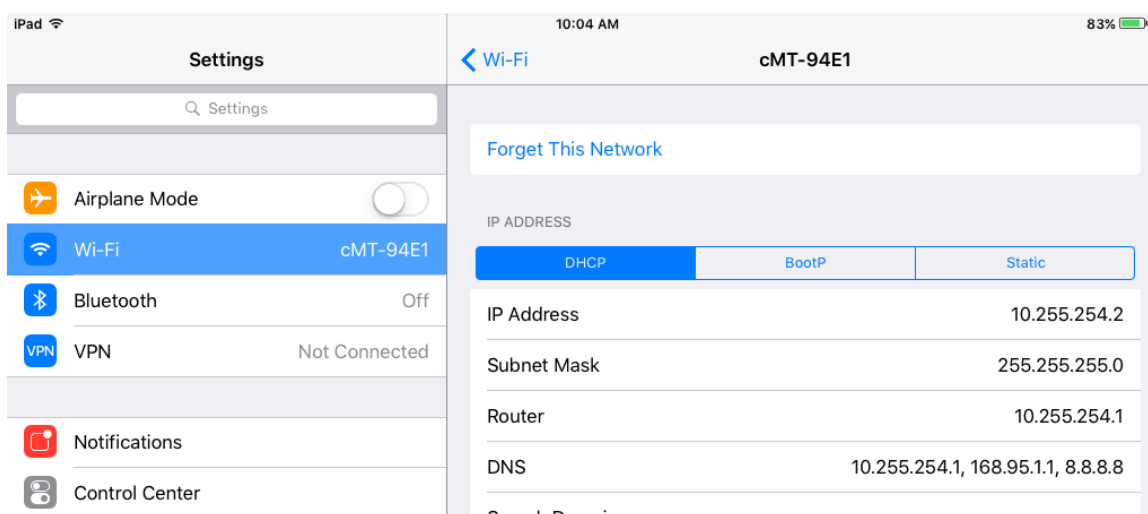 iPad 10:04 AM 83%
Settings
Settings
Airplane Mode
Wi-Fi cMT-94E1
Bluetooth Off
VPN VPN Not Connected
Notifications
Control Center
Wi-Fi cMT-94E1
Forget This Network
IP ADDRESS
DHCP BootP Static
IP Address 10.255.254.2
Subnet Mask 255.255.255.0
Router 10.255.254.1
DNS 10.255.254.1, 168.95.1.1, 8.8.8.8